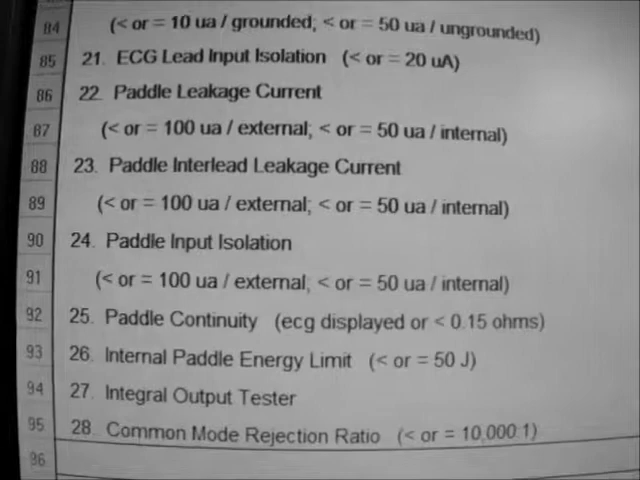 84 (< or = 10 ua / grounded; < or = 50 ua / ungrounded)
85 21. ECG Lead Input Isolation (< or = 20 uA)
86 22. Paddle Leakage Current
87 (< or = 100 ua / external; < or = 50 ua / internal)
88 23. Paddle Interlead Leakage Current
89 (< or = 100 ua / external; < or = 50 ua / internal)
90 24. Paddle Input Isolation
91 (< or = 100 ua / external; < or = 50 ua / internal)
92 25. Paddle Continuity (ecg displayed or < 0.15 ohms)
93 26. Internal Paddle Energy Limit (< or = 50 J)
94 27. Integral Output Tester
95 28. Common Mode Rejection Ratio (< or = 10,000:1)
96